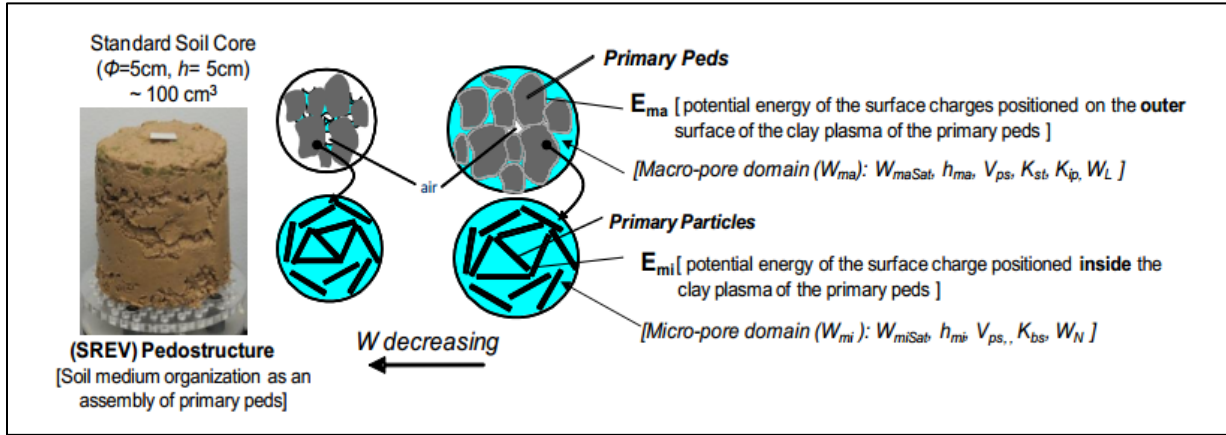 Standard Soil Core
(Φ=5cm, h= 5cm)
~ 100 cm³
(SREV) Pedostructure
[Soil medium organization as an
assembly of primary peds]
air
W decreasing
Primary Peds
Ema [ potential energy of the surface charges positioned on the outer
surface of the clay plasma of the primary peds ]
[Macro-pore domain (Wma): WmaSat, hma, Vps, Kst, Kip, WL ]
Primary Particles
Emi[ potential energy of the surface charge positioned inside the
clay plasma of the primary peds ]
[Micro-pore domain (Wmi ): WmiSat, hmi, Vps,, Kbs, WN ]